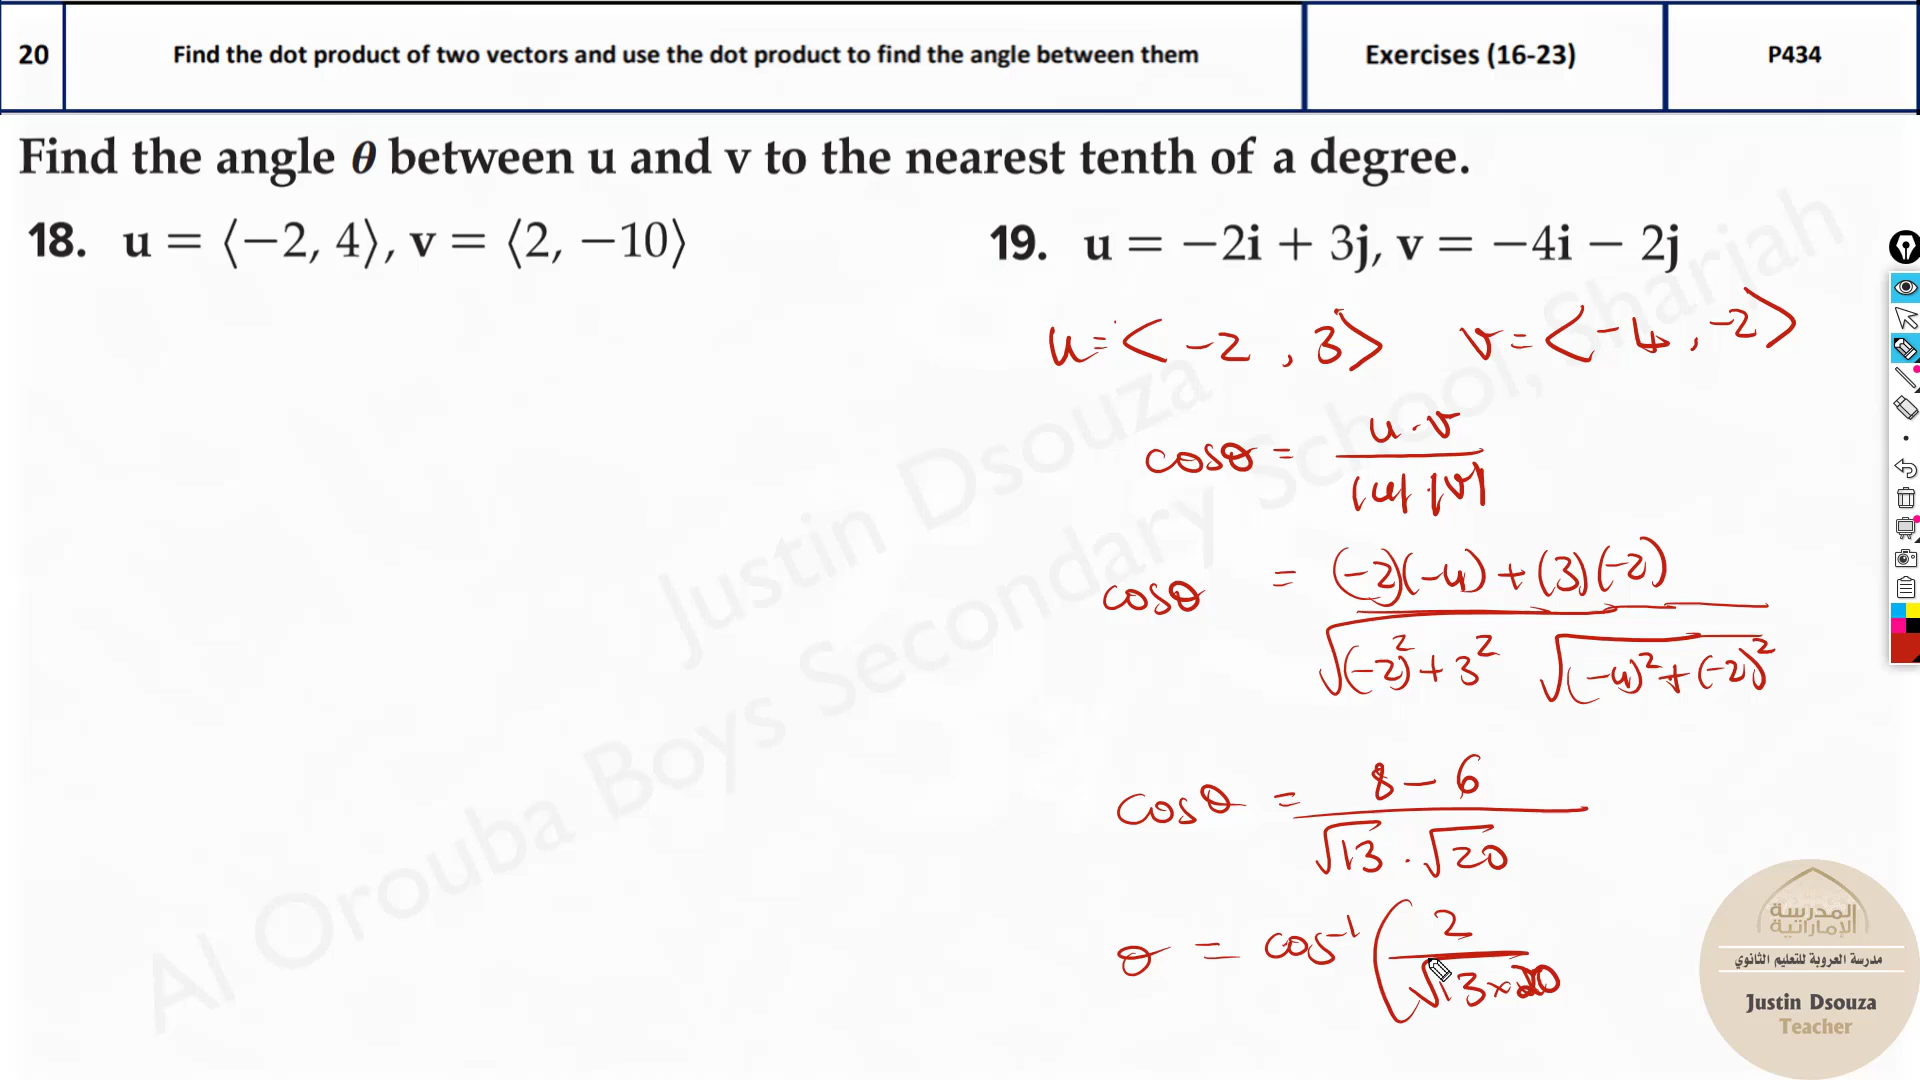 20 Find the dot product of two vectors and use the dot product to find the angle between them Exercises (16-23) P434
Find the angle θ between u and v to the nearest tenth of a degree.
18. u = ⟨−2, 4⟩, v = ⟨2, −10⟩
19. u = −2i + 3j, v = −4i − 2j
u = < -2 , 3 > v = < -4 , -2 >
cosθ = u · v / |u| · |v|
cosθ = (-2)(-4) + (3)(-2) / √(-2)² + 3² √(-4)² + (-2)²
cosθ = 8 - 6 / √13 · √20
θ = cos⁻¹ ( 2 / √13 × 20
Justin Dsouza
Al Orouba Boys Secondary School, Sharjah
المدرسة
الإماراتية
مدرسة العروبة للتعليم الثانوي
Justin Dsouza
Teacher